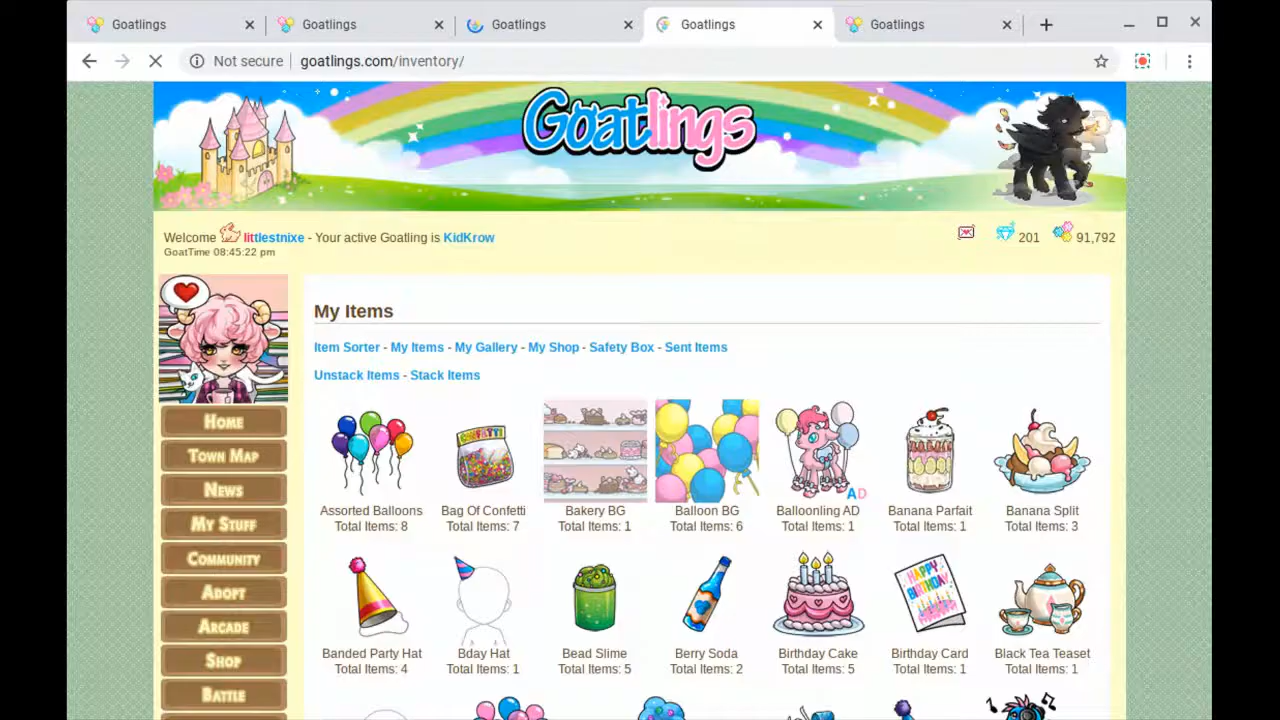 Goatlings Goatlings Goatlings Goatlings Goatlings
Not secure goatlings.com/inventory/
Goatlings
Welcome littlestnixe - Your active Goatling is KidKrow
201 91,792
GoatTime 08:45:22 pm
My Items
Item Sorter - My Items - My Gallery - My Shop - Safety Box - Sent Items
Unstack Items - Stack Items
Home
Town Map
News
My Stuff
Community
Adopt
Arcade
Shop
Battle
CONFETTI
AD
Assorted Balloons Bag Of Confetti Bakery BG Balloon BG Balloonling AD Banana Parfait Banana Split
Total Items: 8 Total Items: 7 Total Items: 1 Total Items: 6 Total Items: 1 Total Items: 1 Total Items: 3
HAPPY
BIRTHDAY
Banded Party Hat Bday Hat Bead Slime Berry Soda Birthday Cake Birthday Card Black Tea Teaset
Total Items: 4 Total Items: 1 Total Items: 5 Total Items: 2 Total Items: 5 Total Items: 1 Total Items: 1